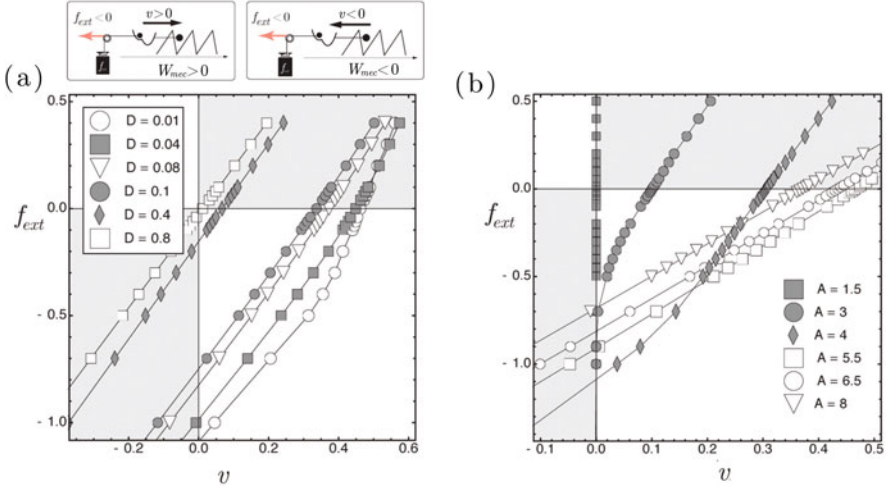 f_ext<0 v>0
W_mec>0
f_ext<0 v<0
W_mec<0
(a)
0.5
0.0
- 0.5
- 1.0
f_ext
D = 0.01
D = 0.04
D = 0.08
D = 0.1
D = 0.4
D = 0.8
- 0.2 0.0 0.2 0.4 0.6
v
(b)
0.5
0.0
- 0.5
- 1.0
f_ext
A = 1.5
A = 3
A = 4
A = 5.5
A = 6.5
A = 8
- 0.1 0.0 0.1 0.2 0.3 0.4 0.5
v